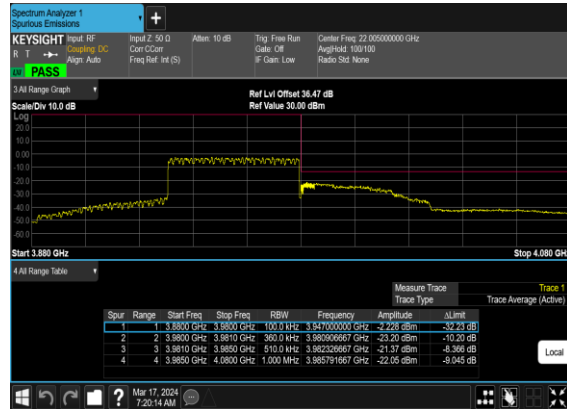 Spectrum Analyzer 1
Spurious Emissions
+
KEYSIGHT Input: RF Input Z: 50 Ω Atten: 10 dB Trig: Free Run Center Freq: 22.005000000 GHz
R T Coupling: DC Corr CCorr Gate: Off Avg|Hold: 100/100
Align: Auto Freq Ref: Int (S) IF Gain: Low Radio Std: None
PASS
3 All Range Graph
Ref Lvl Offset 36.47 dB
Scale/Div 10.0 dB Ref Value 30.00 dBm
Log
20.0
10.0
0.00
-10.0
-20.0
-30.0
-40.0
-50.0
-60.0
Start 3.880 GHz Stop 4.080 GHz
4 All Range Table
Measure Trace Trace 1
Trace Type Trace Average (Active)
Spur Range Start Freq Stop Freq RBW Frequency Amplitude ΔLimit
1 1 3.8800 GHz 3.9800 GHz 100.0 kHz 3.947000000 GHz -2.228 dBm -32.23 dB
2 2 3.9800 GHz 3.9810 GHz 360.0 kHz 3.980906667 GHz -23.20 dBm -10.20 dB
3 3 3.9810 GHz 3.9850 GHz 510.0 kHz 3.982326667 GHz -21.37 dBm -8.366 dB
4 4 3.9850 GHz 4.0800 GHz 1.000 MHz 3.985791667 GHz -22.05 dBm -9.045 dB
Local
? Mar 17, 2024
7:20:14 AM